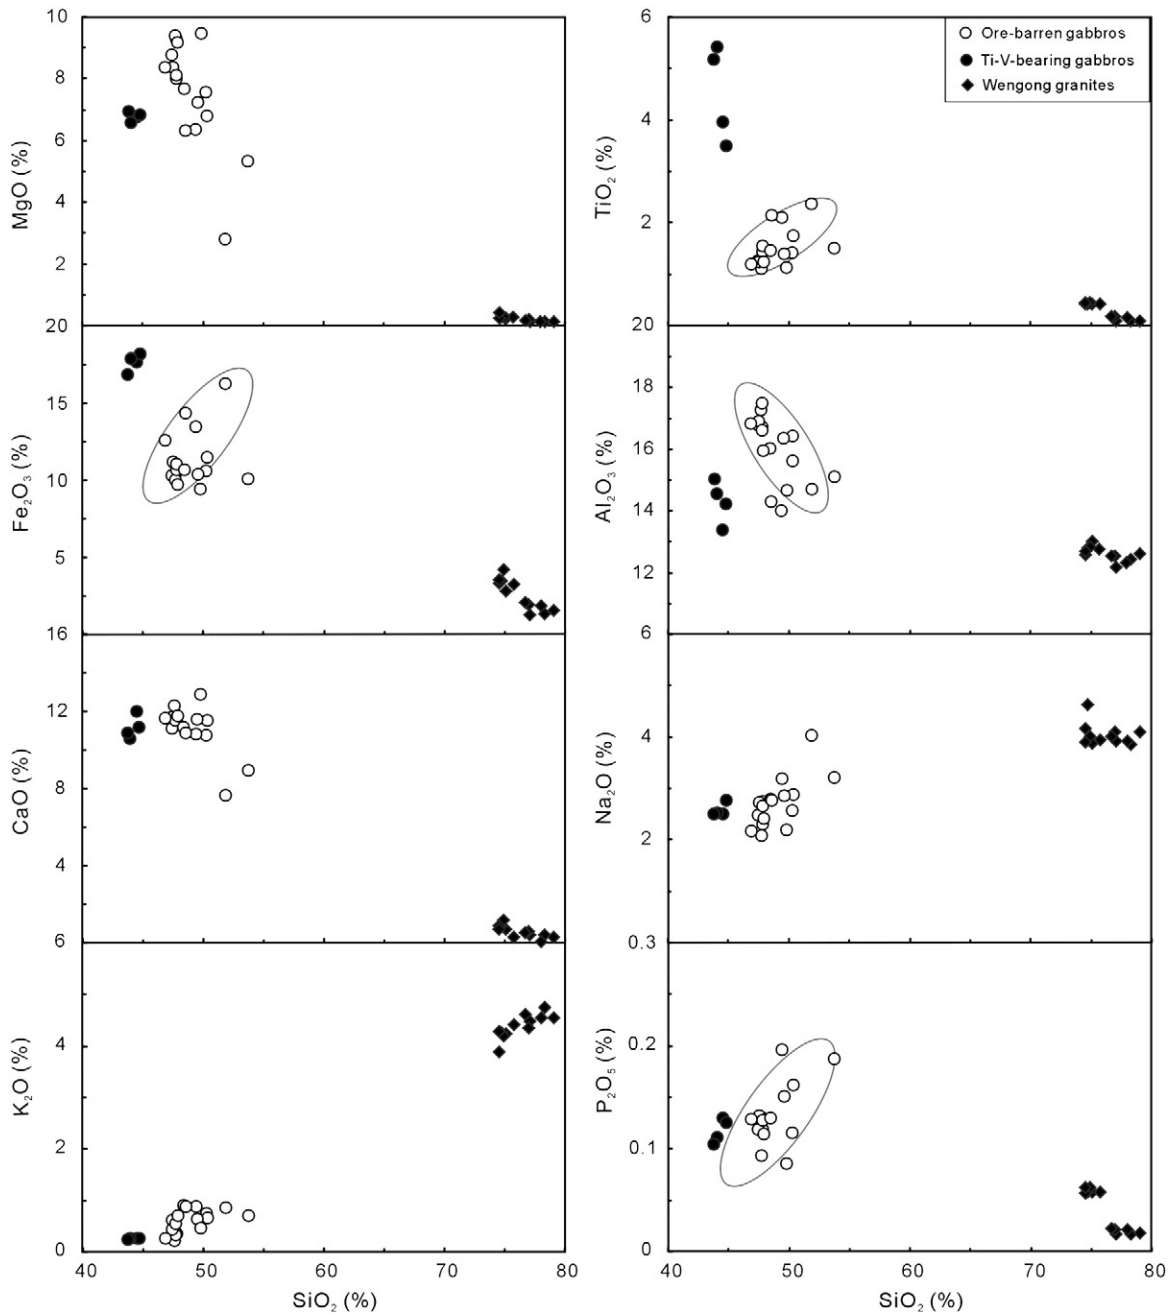 10
8
6
4
2
MgO (%)
6
4
2
TiO₂ (%)
Ore-barren gabbros
Ti-V-bearing gabbros
Wengong granites
20
15
10
5
Fe₂O₃ (%)
20
18
16
14
12
Al₂O₃ (%)
16
12
8
4
CaO (%)
6
4
2
Na₂O (%)
6
4
2
0
K₂O (%)
40 50 60 70 80
SiO₂ (%)
0.3
0.2
0.1
0
P₂O₅ (%)
40 50 60 70 80
SiO₂ (%)